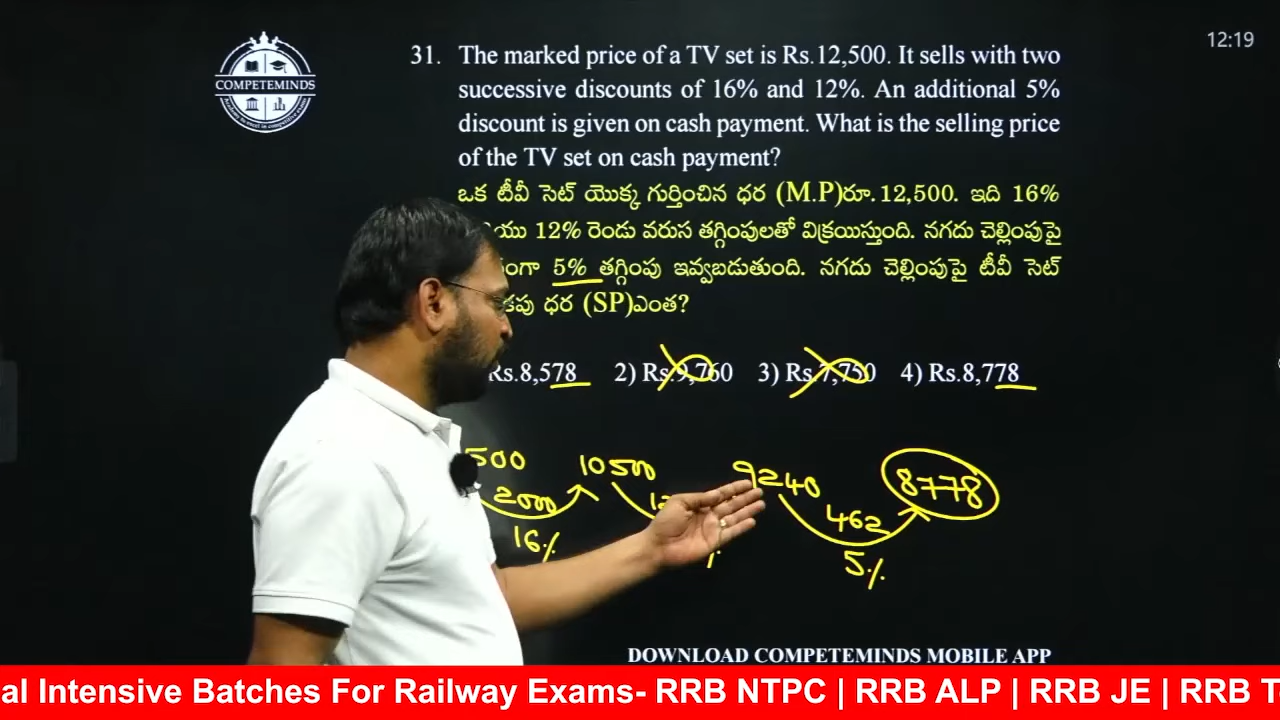 12:19
COMPETEMINDS
31. The marked price of a TV set is Rs.12,500. It sells with two
successive discounts of 16% and 12%. An additional 5%
discount is given on cash payment. What is the selling price
of the TV set on cash payment?
ఒక టీవీ సెట్ యొక్క గుర్తించిన ధర (M.P)రూ.12,500. ఇది 16%
12% రెండు వరుస తగ్గింపులతో విక్రయిస్తుంది. నగదు చెల్లింపుపై
5% తగ్గింపు ఇవ్వబడుతుంది. నగదు చెల్లింపుపై టీవీ సెట్
ధర (SP)ఎంత?
Rs.8,578 2) Rs.9,760 3) Rs.7,750 4) Rs.8,778
500 10500 9240 8778
2000 462
16% 5%
DOWNLOAD COMPETEMINDS MOBILE APP
al Intensive Batches For Railway Exams- RRB NTPC | RRB ALP | RRB JE | RRB T